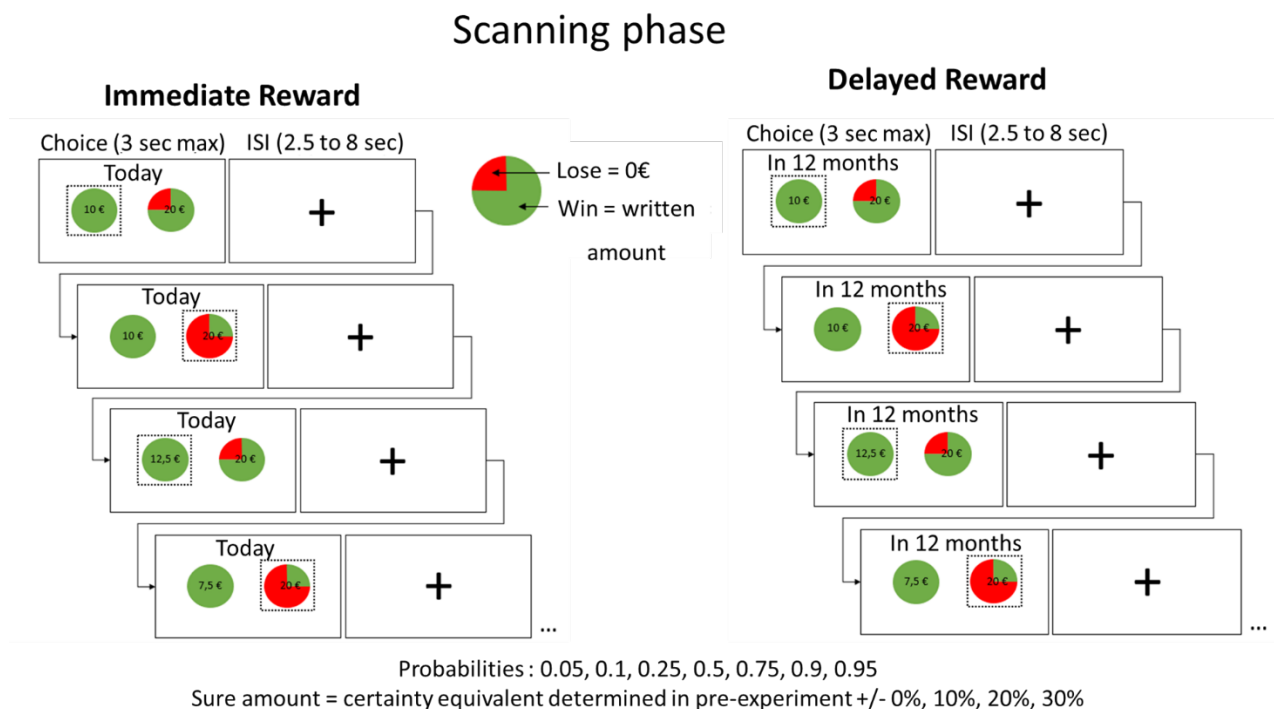 Scanning phase
Immediate Reward
Choice (3 sec max) ISI (2.5 to 8 sec)
Today
10 €
20 €
+
Today
10 €
20 €
+
Today
12,5 €
20 €
+
Today
7,5 €
20 €
+
...
Lose = 0€
Win = written
amount
Delayed Reward
Choice (3 sec max) ISI (2.5 to 8 sec)
In 12 months
10 €
20 €
+
In 12 months
10 €
20 €
+
In 12 months
12,5 €
20 €
+
In 12 months
7,5 €
20 €
+
...
Probabilities : 0.05, 0.1, 0.25, 0.5, 0.75, 0.9, 0.95
Sure amount = certainty equivalent determined in pre-experiment +/- 0%, 10%, 20%, 30%